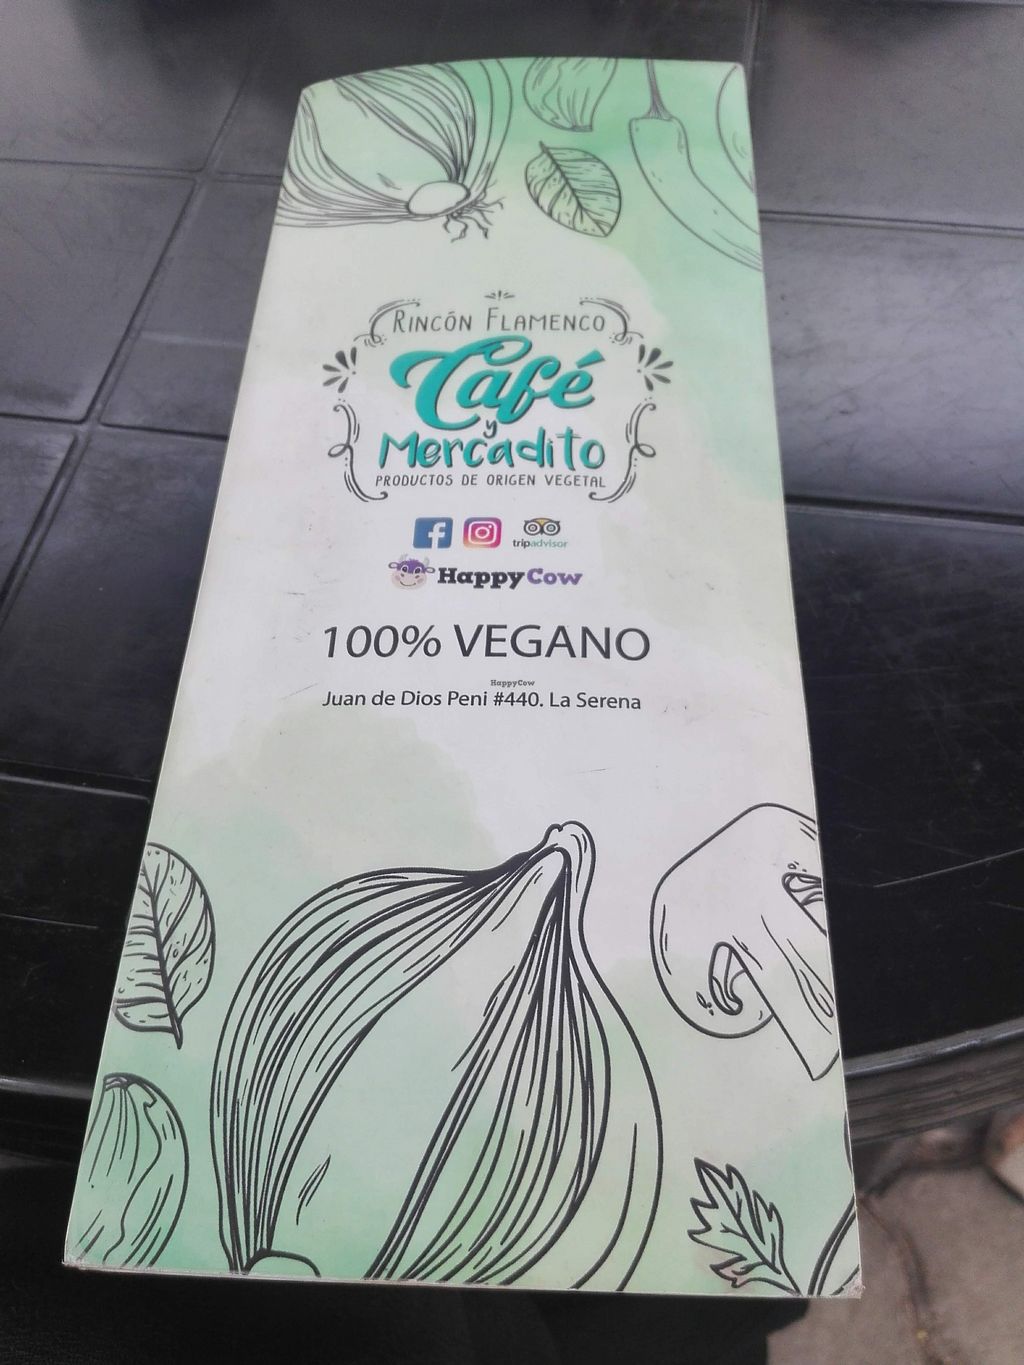 RINCÓN FLAMENCO
Café
y
Mercadito
PRODUCTOS DE ORIGEN VEGETAL
tripadvisor
HappyCow
100% VEGANO
HappyCow
Juan de Dios Peni #440. La Serena